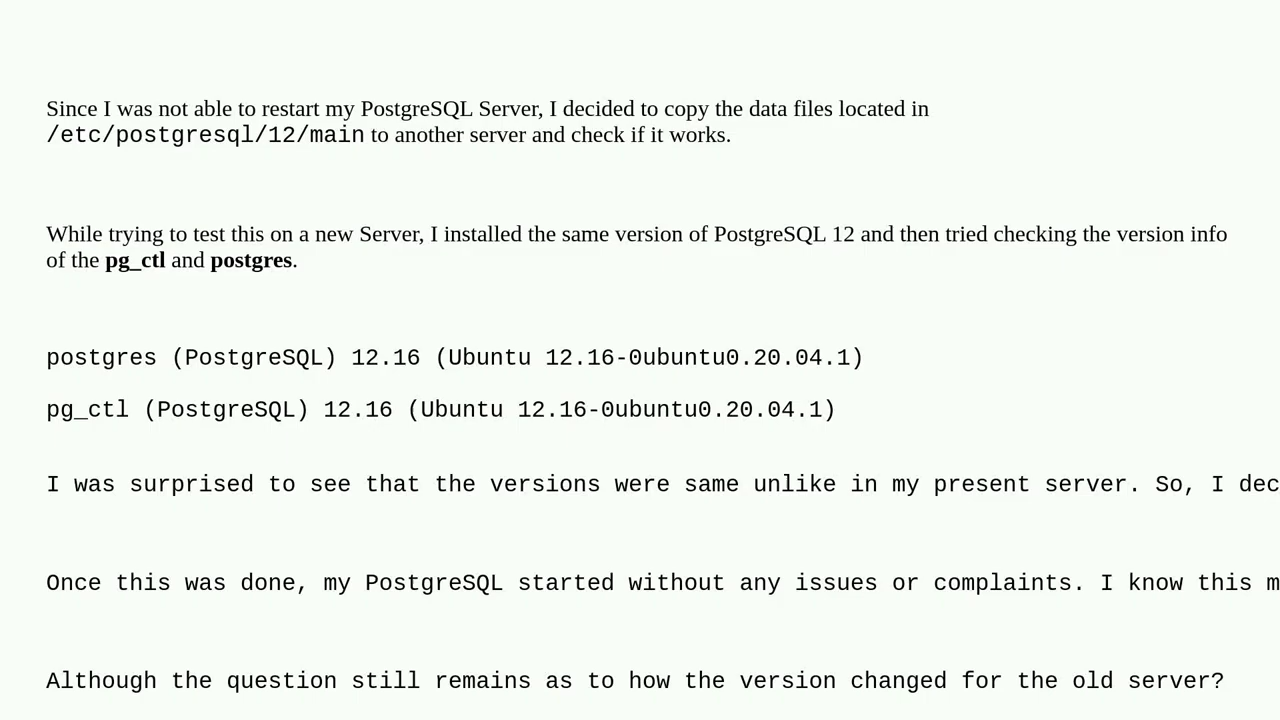 Since I was not able to restart my PostgreSQL Server, I decided to copy the data files located in
/etc/postgresql/12/main to another server and check if it works.
While trying to test this on a new Server, I installed the same version of PostgreSQL 12 and then tried checking the version info
of the pg_ctl and postgres.
postgres (PostgreSQL) 12.16 (Ubuntu 12.16-0ubuntu0.20.04.1)
pg_ctl (PostgreSQL) 12.16 (Ubuntu 12.16-0ubuntu0.20.04.1)
I was surprised to see that the versions were same unlike in my present server. So, I
Once this was done, my PostgreSQL started without any issues or complaints. I know this
Although the question still remains as to how the version changed for the old server?